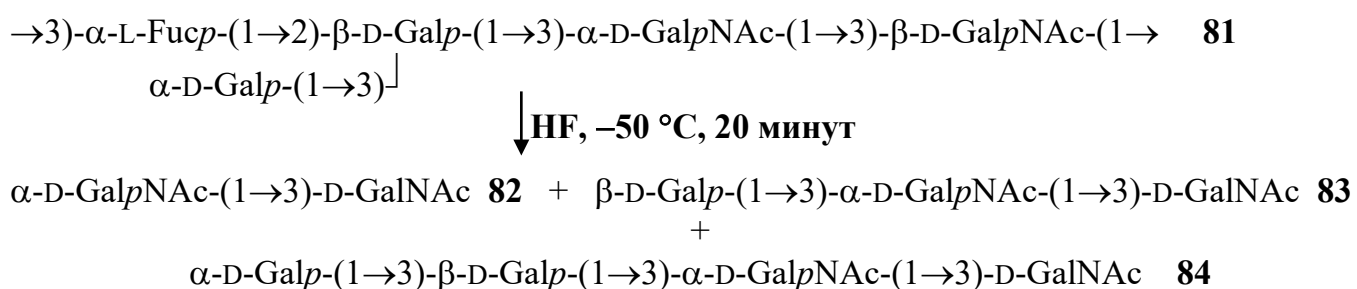 →3)-α-L-Fucp-(1→2)-β-D-Galp-(1→3)-α-D-GalpNAc-(1→3)-β-D-GalpNAc-(1→ 81
α-D-Galp-(1→3)
HF, –50 °C, 20 минут
α-D-GalpNAc-(1→3)-D-GalNAc 82 + β-D-Galp-(1→3)-α-D-GalpNAc-(1→3)-D-GalNAc 83
+
α-D-Galp-(1→3)-β-D-Galp-(1→3)-α-D-GalpNAc-(1→3)-D-GalNAc 84